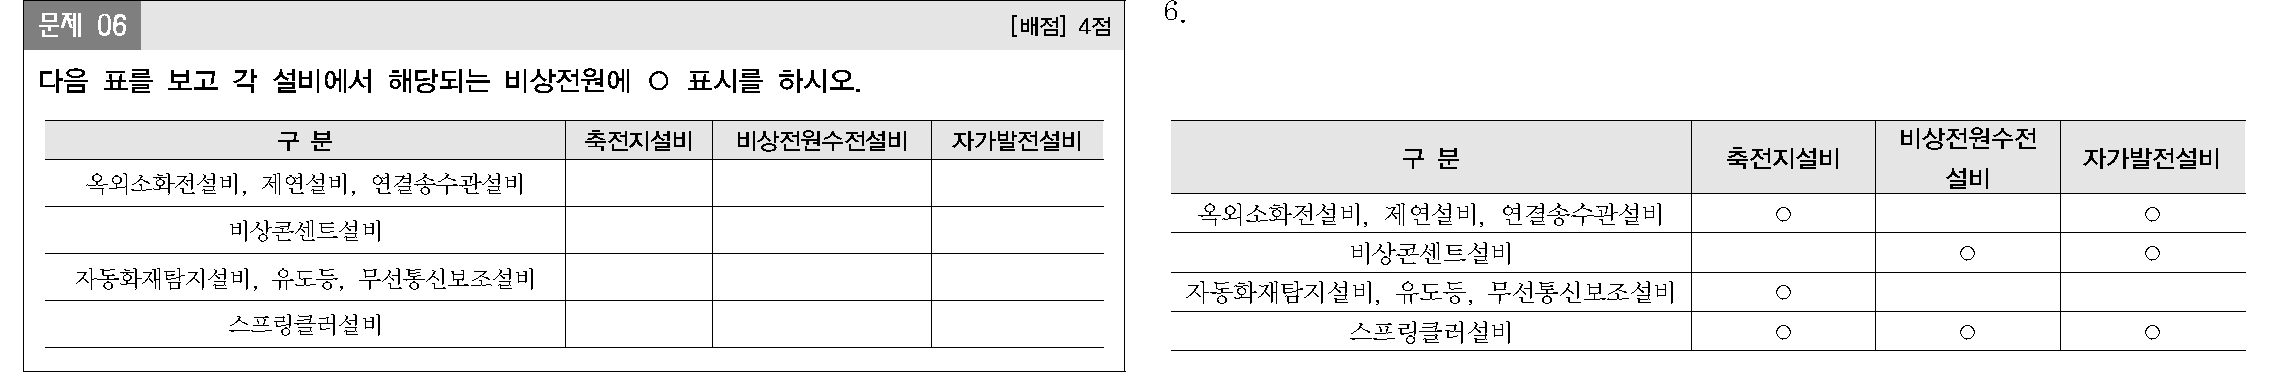 문제 06
[배점] 4점
다음 표를 보고 각 설비에서 해당되는 비상전원에 ○ 표시를 하시오.
구 분 축전지설비 비상전원수전설비 자가발전설비
옥외소화전설비, 제연설비, 연결송수관설비
비상콘센트설비
자동화재탐지설비, 유도등, 무선통신보조설비
스프링클러설비
6.
구 분 축전지설비 비상전원수전 설비 자가발전설비
옥외소화전설비, 제연설비, 연결송수관설비 ○ ○
비상콘센트설비 ○ ○
자동화재탐지설비, 유도등, 무선통신보조설비 ○
스프링클러설비 ○ ○ ○